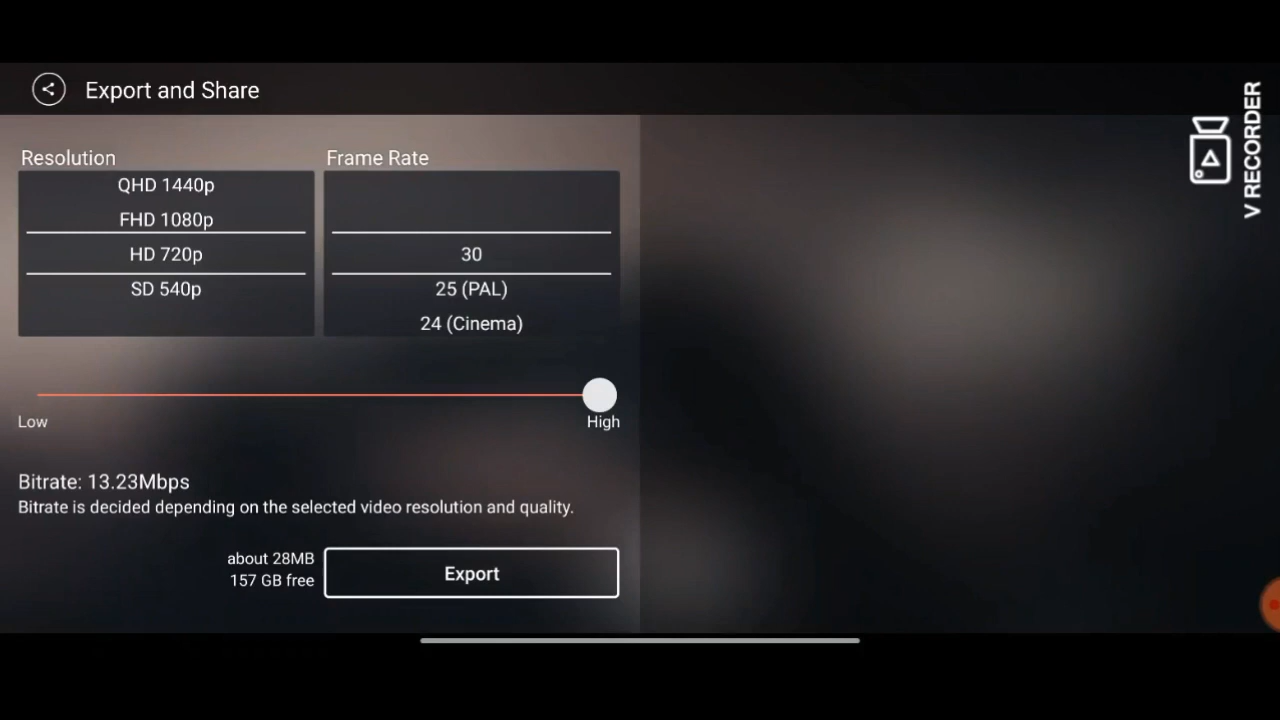 Export and Share
Resolution
QHD 1440p
FHD 1080p
HD 720p
SD 540p
Frame Rate
30
25 (PAL)
24 (Cinema)
Low
High
Bitrate: 13.23Mbps
Bitrate is decided depending on the selected video resolution and quality.
about 28MB
157 GB free
Export
V RECORDER